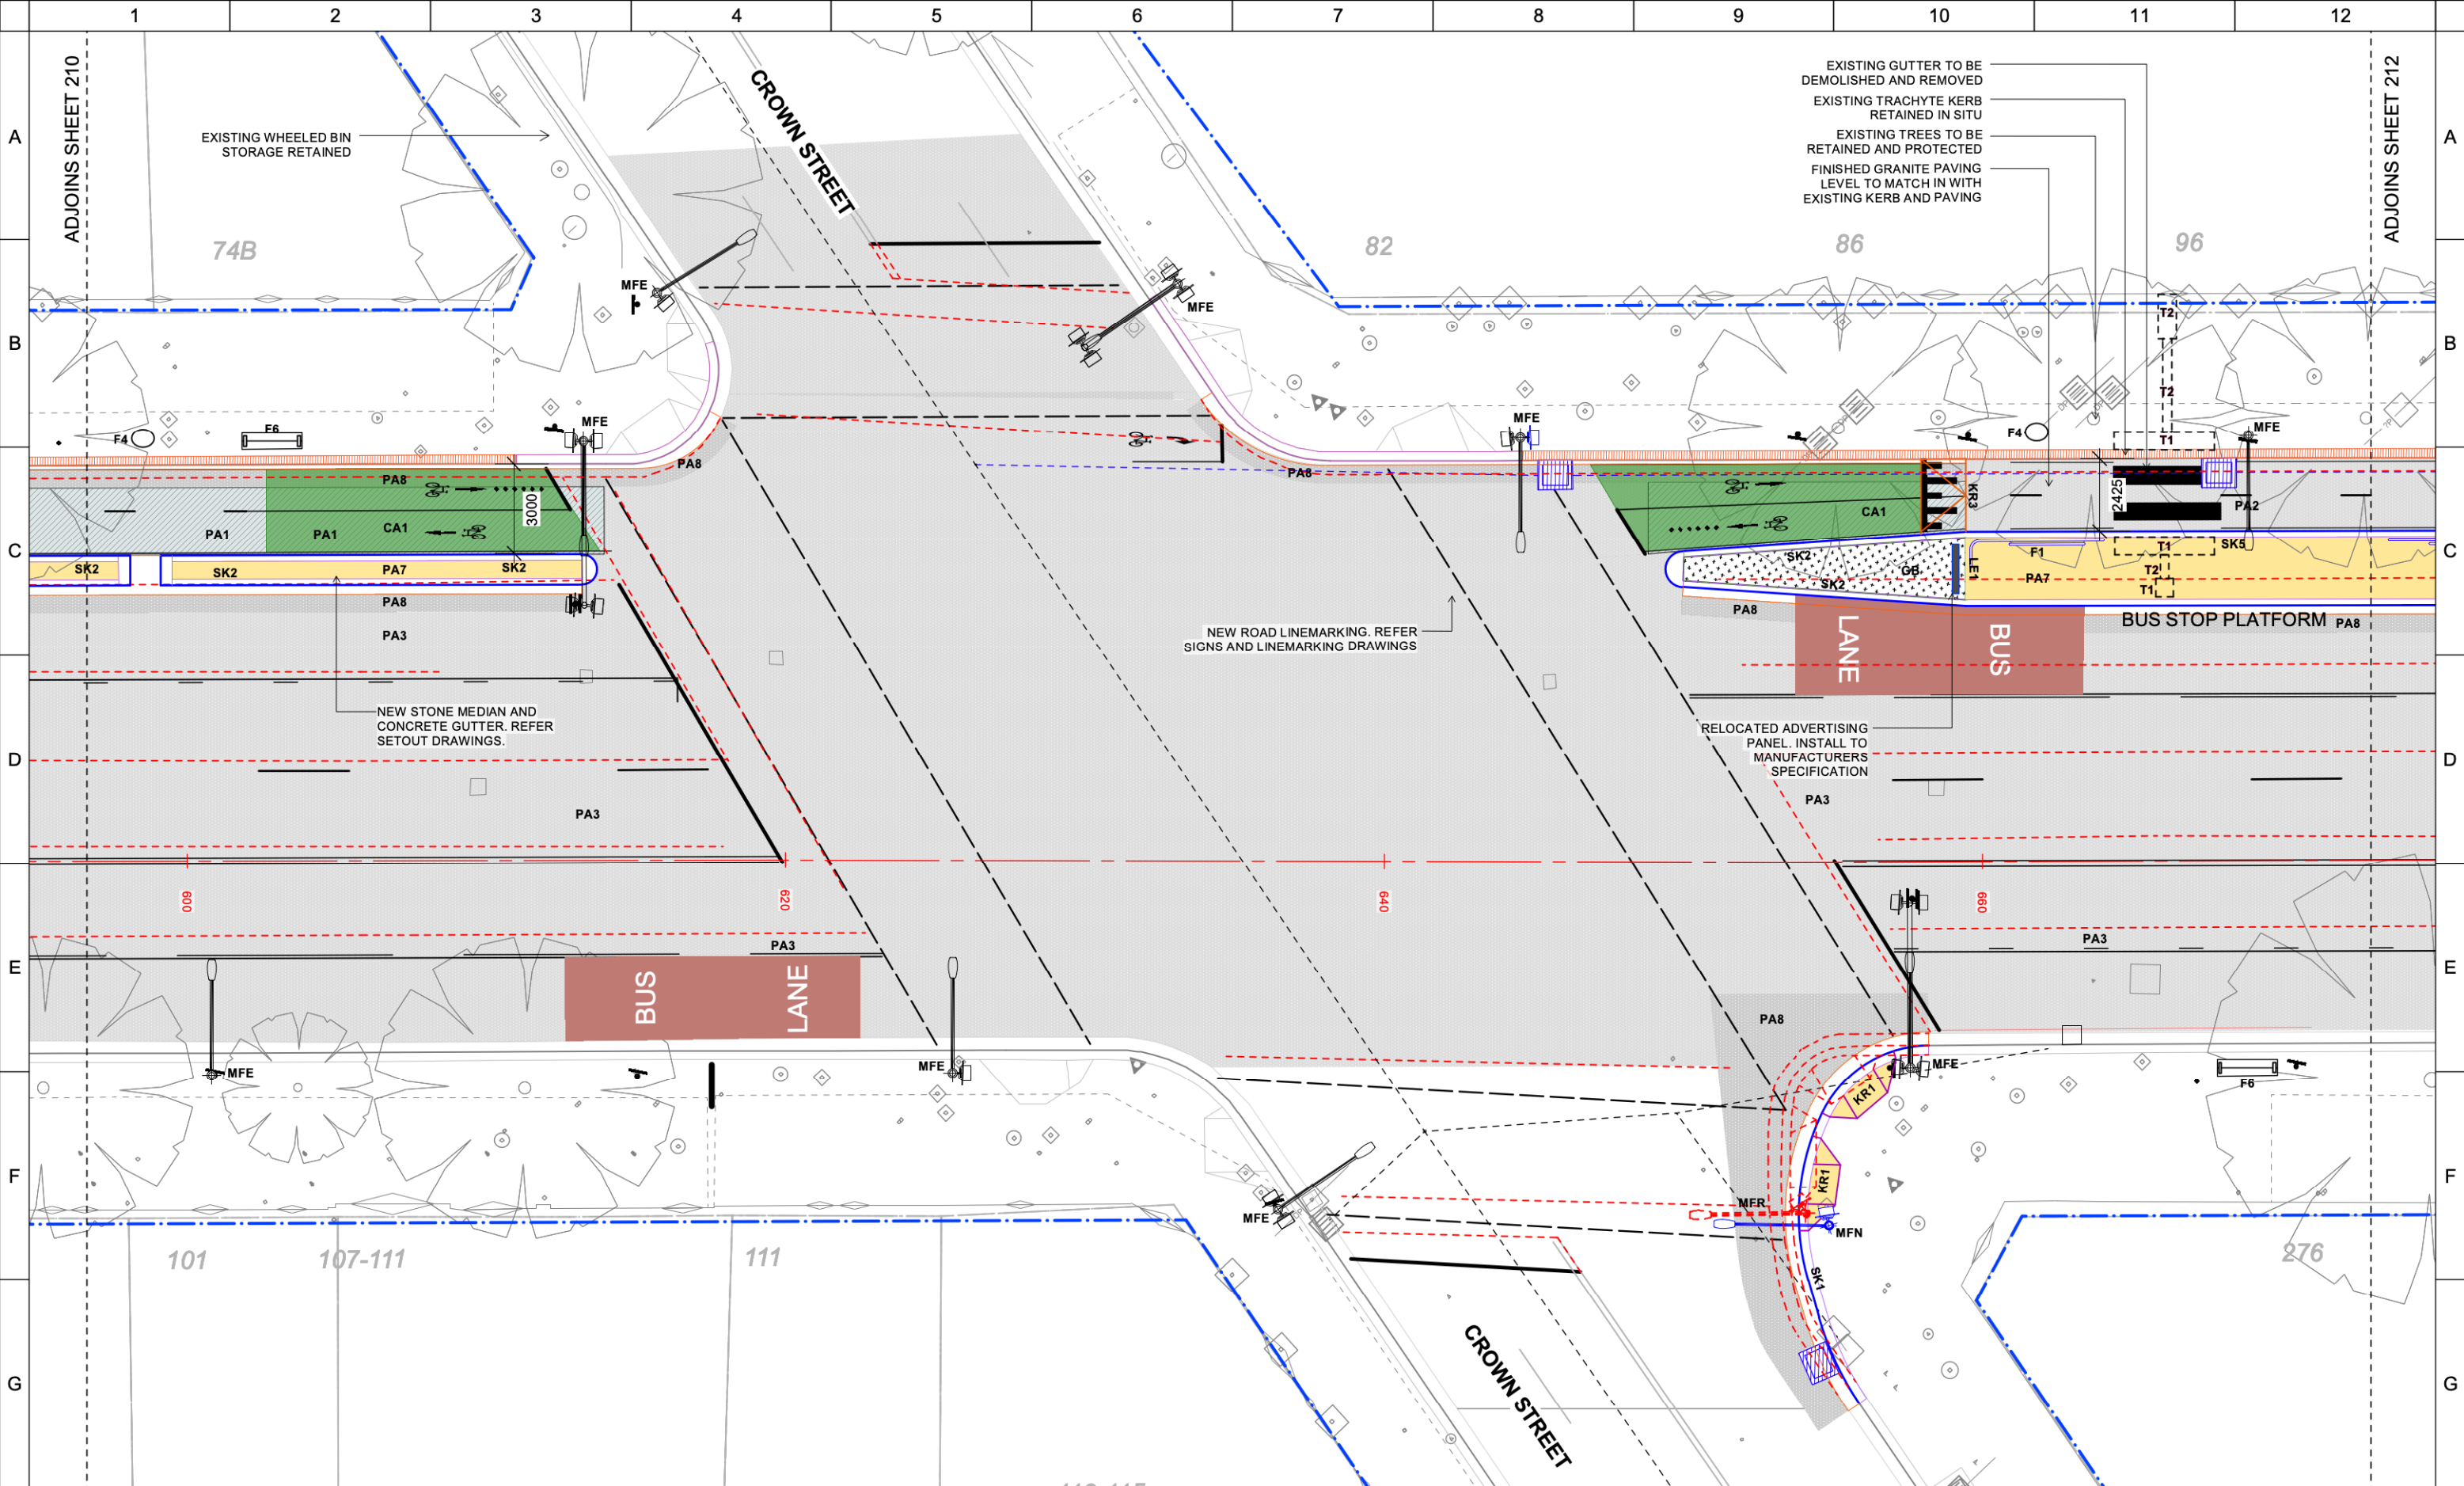 1 2 3 4 5 6 7 8 9 10 11 12
A
ADJOINS SHEET 210
EXISTING WHEELED BIN
STORAGE RETAINED
CROWN STREET
EXISTING GUTTER TO BE
DEMOLISHED AND REMOVED
EXISTING TRACHYTE KERB
RETAINED IN SITU
EXISTING TREES TO BE
RETAINED AND PROTECTED
FINISHED GRANITE PAVING
LEVEL TO MATCH IN WITH
EXISTING KERB AND PAVING
ADJOINS SHEET 212
A
74B
82
86
96
B
MFE
MFE
T2
T2
B
F4
F6
MFE
MFE
F4
T1
MFE
PA8
PA8
PA8
3000
KR3
2425
PA2
C
PA1
PA1
CA1
CA1
SK2
SK2
PA7
SK2
SK2
SK2
GB
LE1
F1
PA7
T1
T2
T1
SK5
C
PA8
PA8
BUS STOP PLATFORM
PA8
PA3
NEW ROAD LINEMARKING. REFER
SIGNS AND LINEMARKING DRAWINGS
LANE
BUS
NEW STONE MEDIAN AND
CONCRETE GUTTER. REFER
SETOUT DRAWINGS.
RELOCATED ADVERTISING
PANEL. INSTALL TO
MANUFACTURERS
SPECIFICATION
D
D
PA3
PA3
600
620
640
660
PA3
PA3
E
E
BUS
LANE
PA8
MFE
MFE
MFE
F6
KR1
F
KR1
F
MFE
MFR
MFN
101
107-111
111
276
SK1
G
CROWN STREET
G